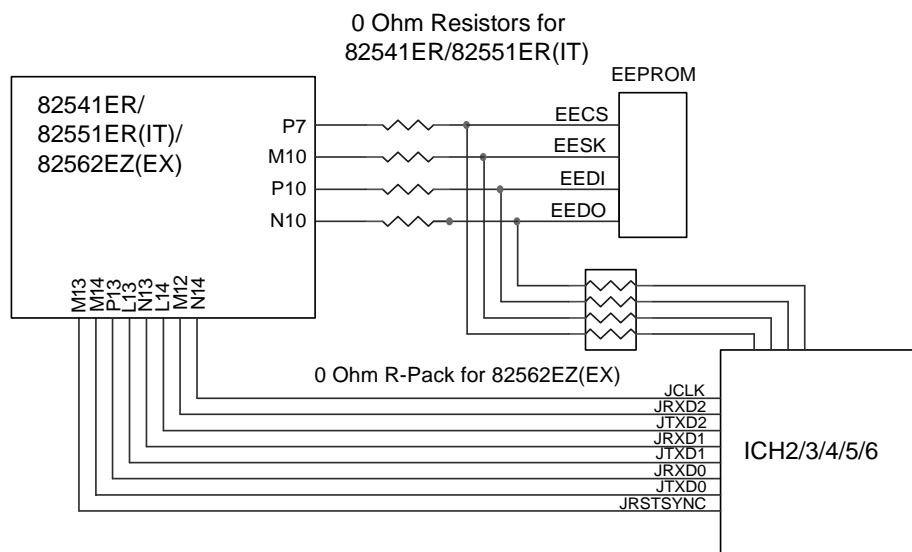 0 Ohm Resistors for
82541ER/82551ER(IT)
EEPROM
82541ER/
82551ER(IT)/
82562EZ(EX)
P7
M10
P10
N10
EECS
EESK
EEDI
EEDO
M13
M14
P13
L13
N13
L14
M12
N14
0 Ohm R-Pack for 82562EZ(EX)
JCLK
JRXD2
JTXD2
JRXD1
JTXD1
JRXD0
JTXD0
JRSTSYNC
ICH2/3/4/5/6